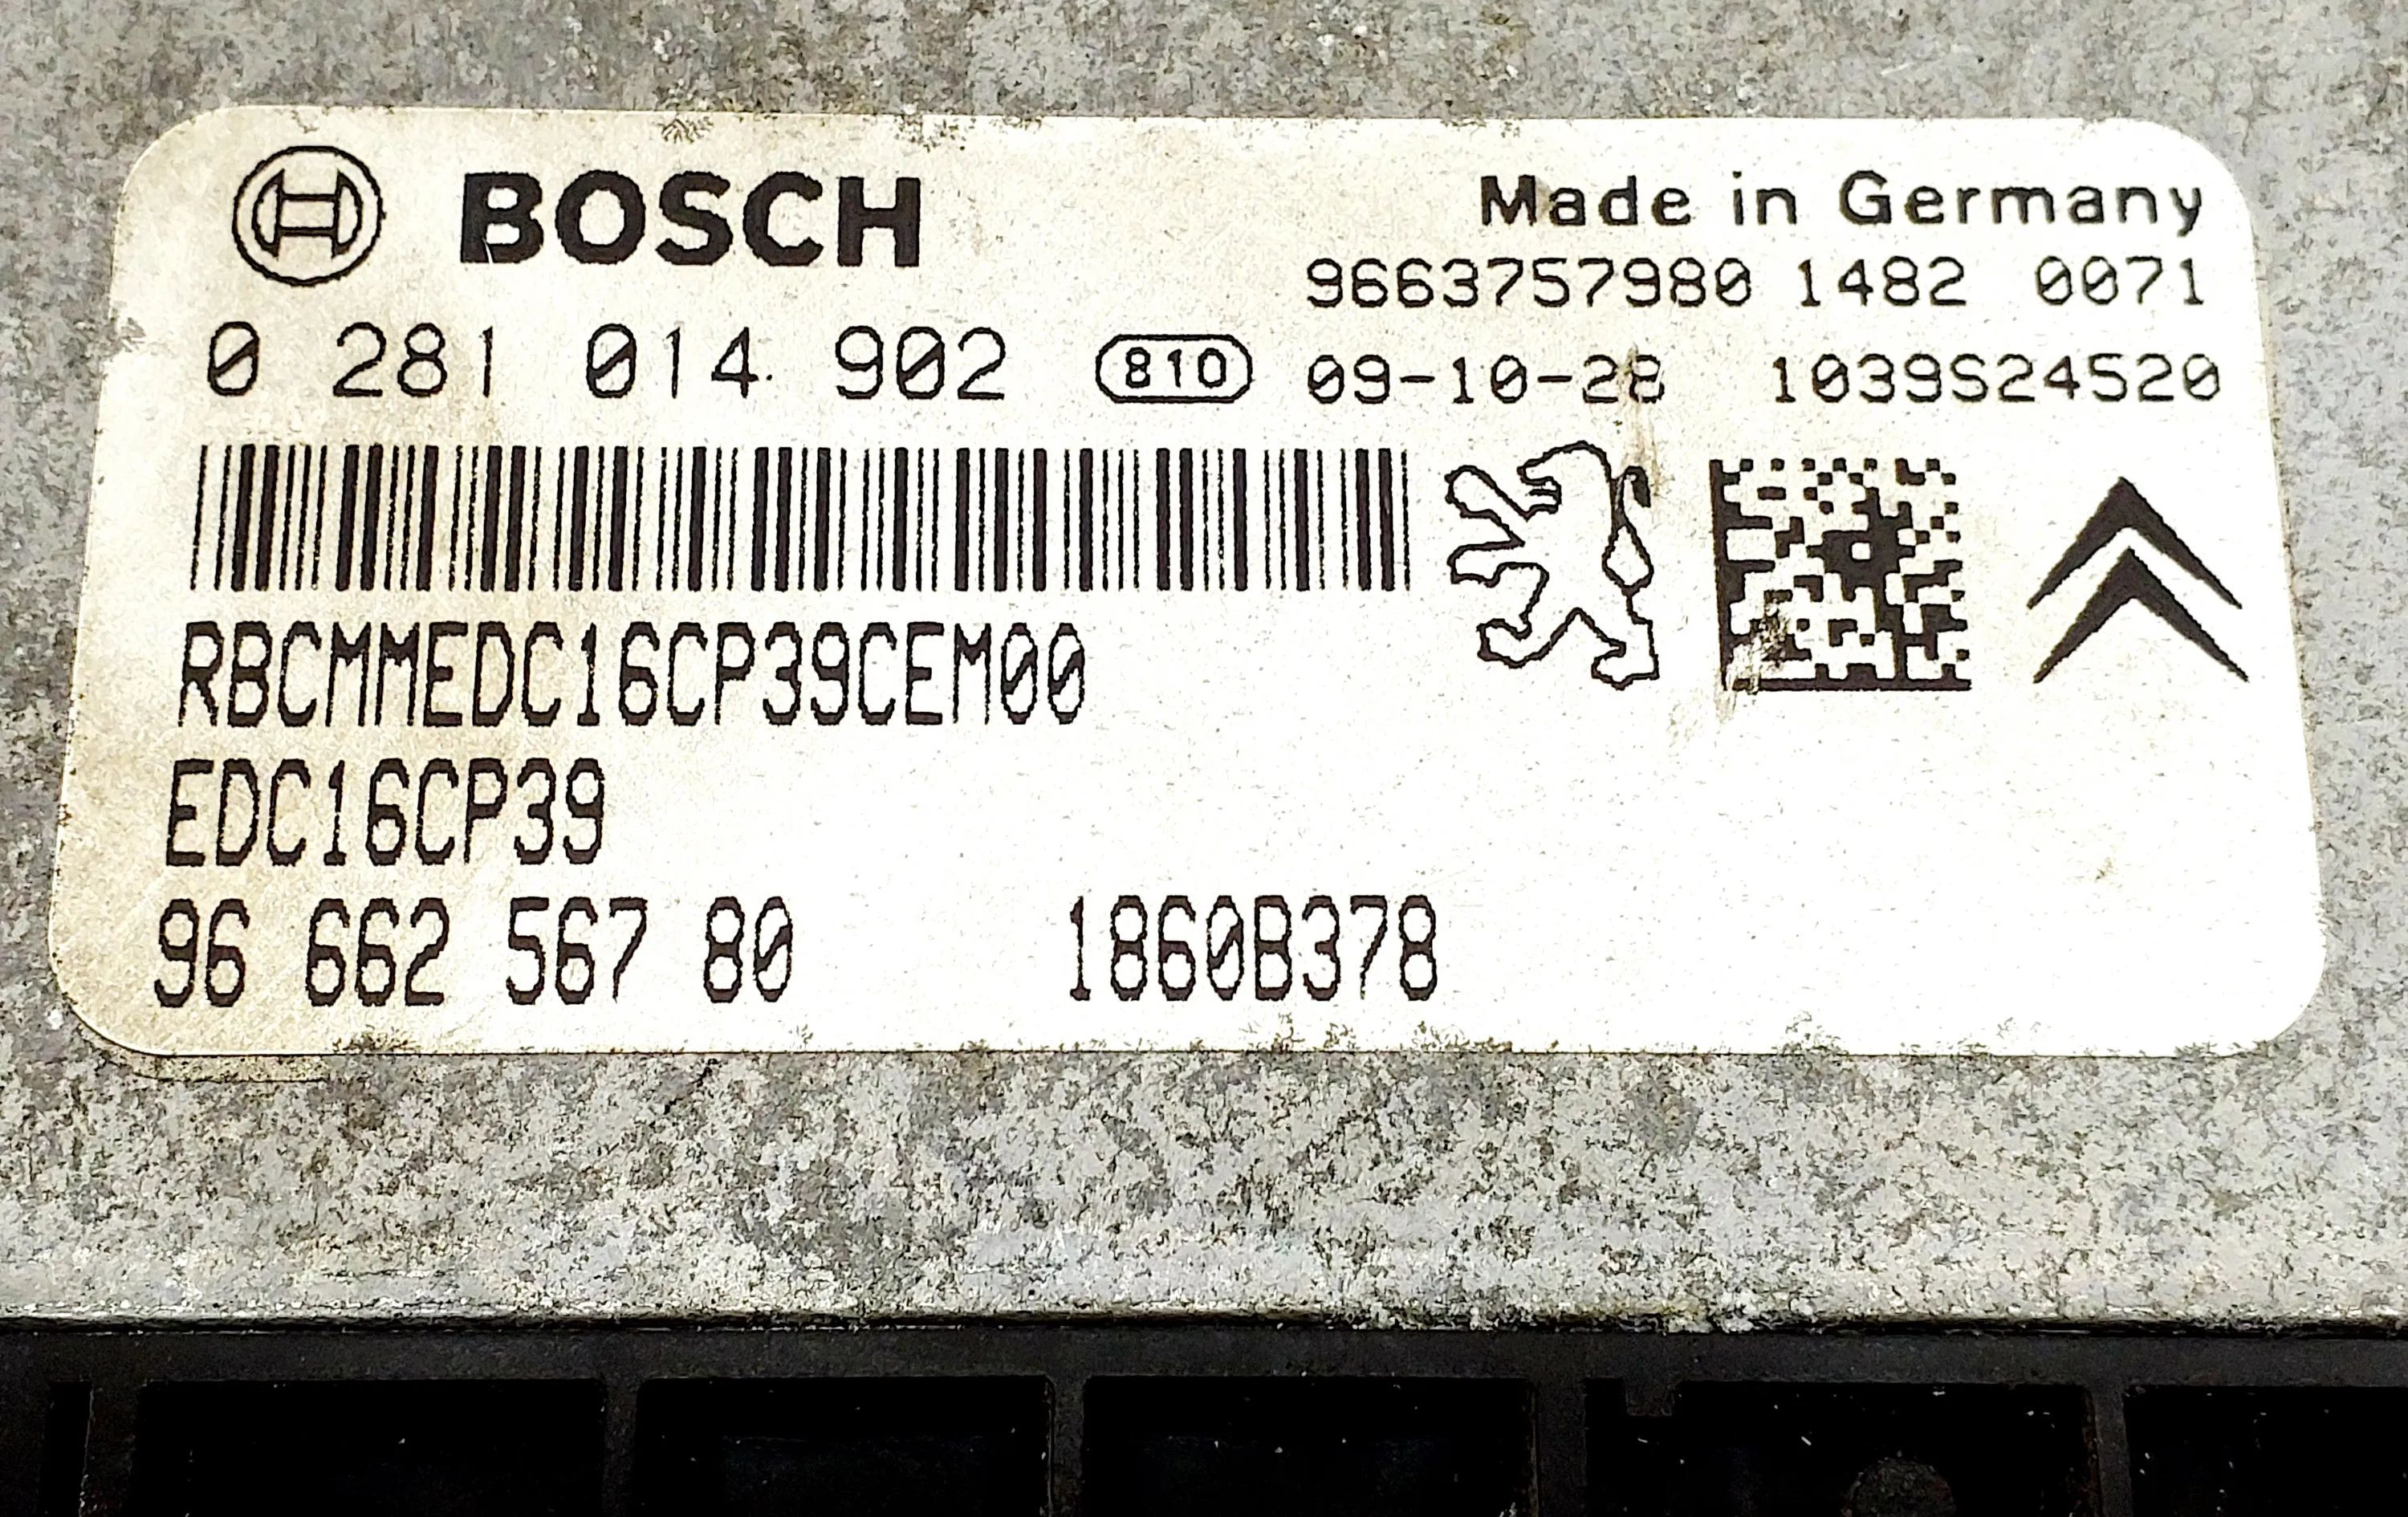 BOSCH
Made in Germany
9663757980 1482 0071
0 281 014 902 810 09-10-28 1039S24520
RBCMMEDC16CP39CEM00
EDC16CP39
96 662 567 80 1860B378